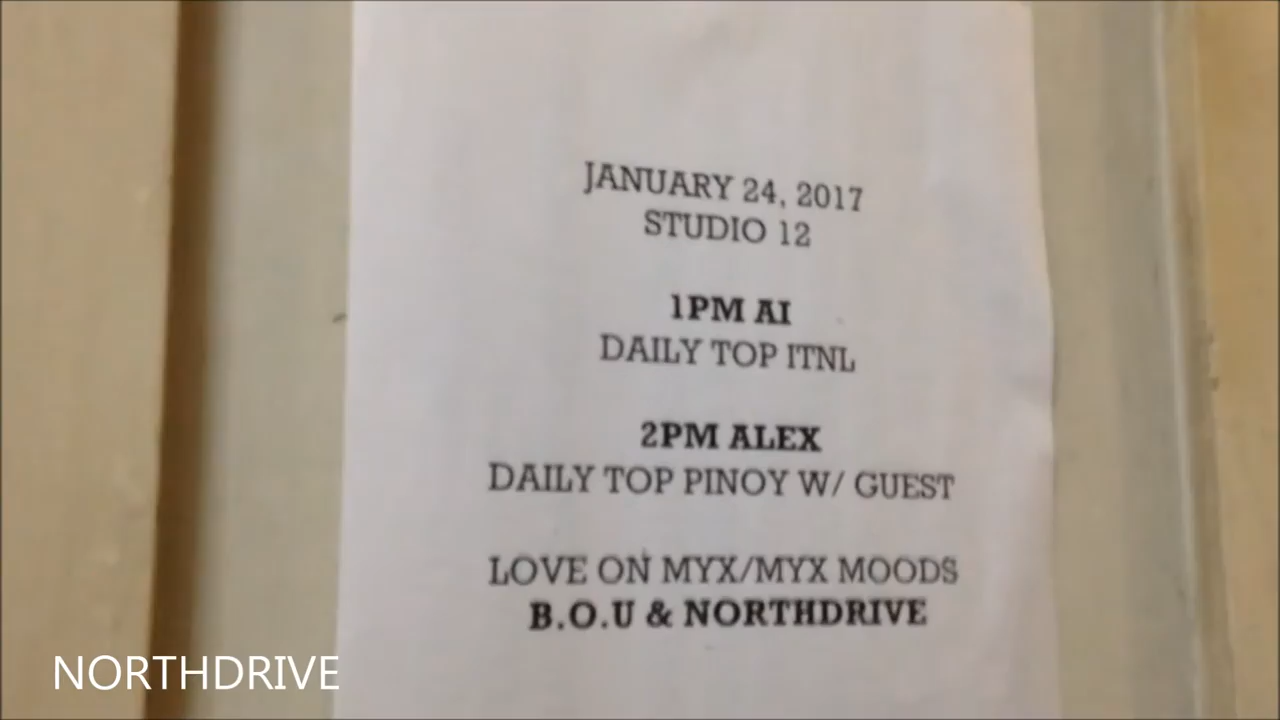 JANUARY 24, 2017
STUDIO 12
1PM AI
DAILY TOP ITNL
2PM ALEX
DAILY TOP PINOY W/ GUEST
LOVE ON MYX/MYX MOODS
B.O.U & NORTHDRIVE
NORTHDRIVE